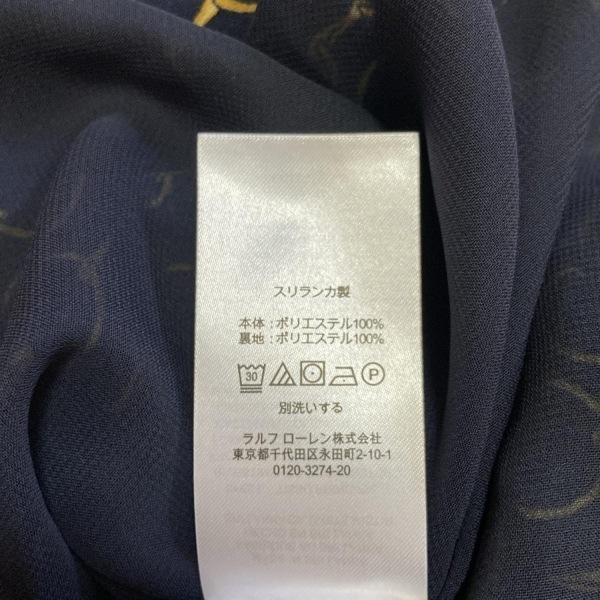 スリランカ製
本体：ポリエステル100%
裏地：ポリエステル100%
30 P
別洗いする
ラルフ ローレン株式会社
東京都千代田区永田町2-10-1
0120-3274-20